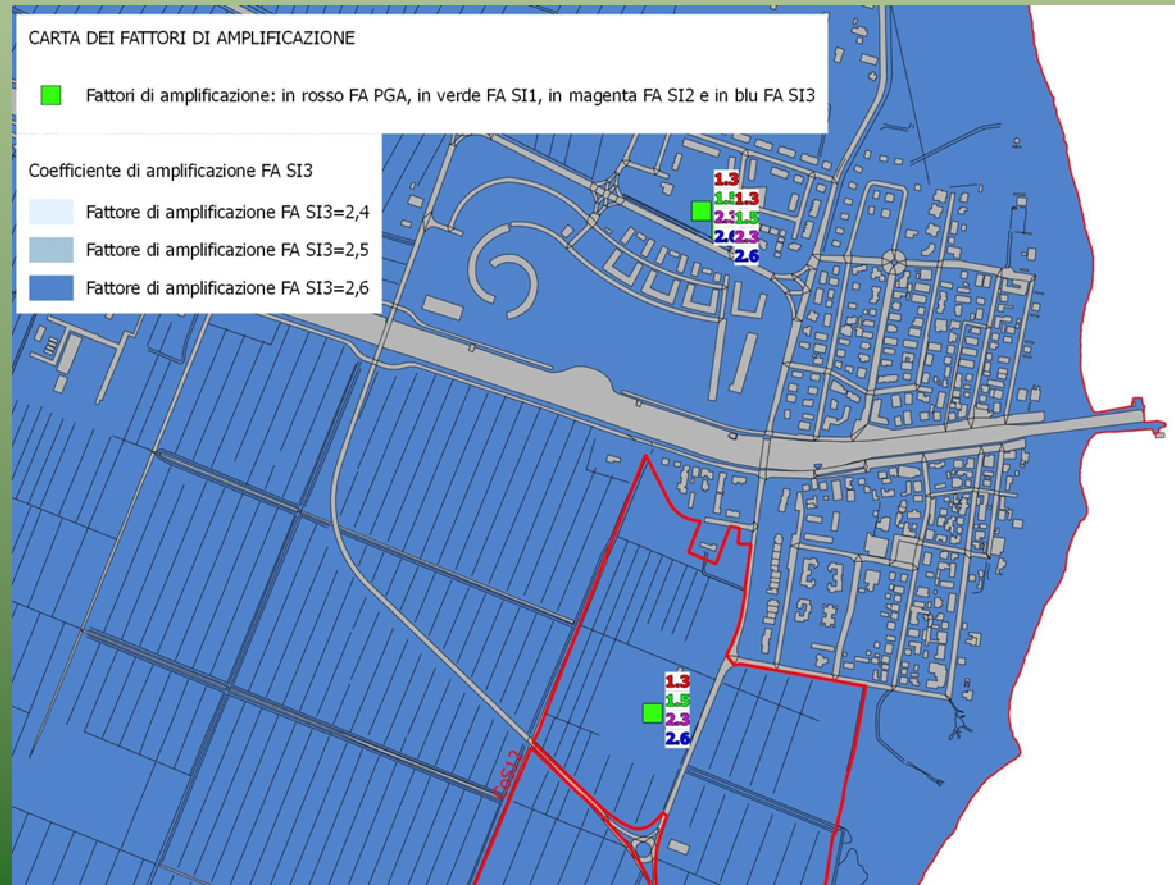 CARTA DEI FATTORI DI AMPLIFICAZIONE
Fattori di amplificazione: in rosso FA PGA, in verde FA SI1, in magenta FA SI2 e in blu FA SI3
Coefficiente di amplificazione FA SI3
Fattore di amplificazione FA SI3=2,4
Fattore di amplificazione FA SI3=2,5
Fattore di amplificazione FA SI3=2,6
1.3
1.3
1.5
2.3
2.6
1.3
1.5
2.3
2.6
CoS12